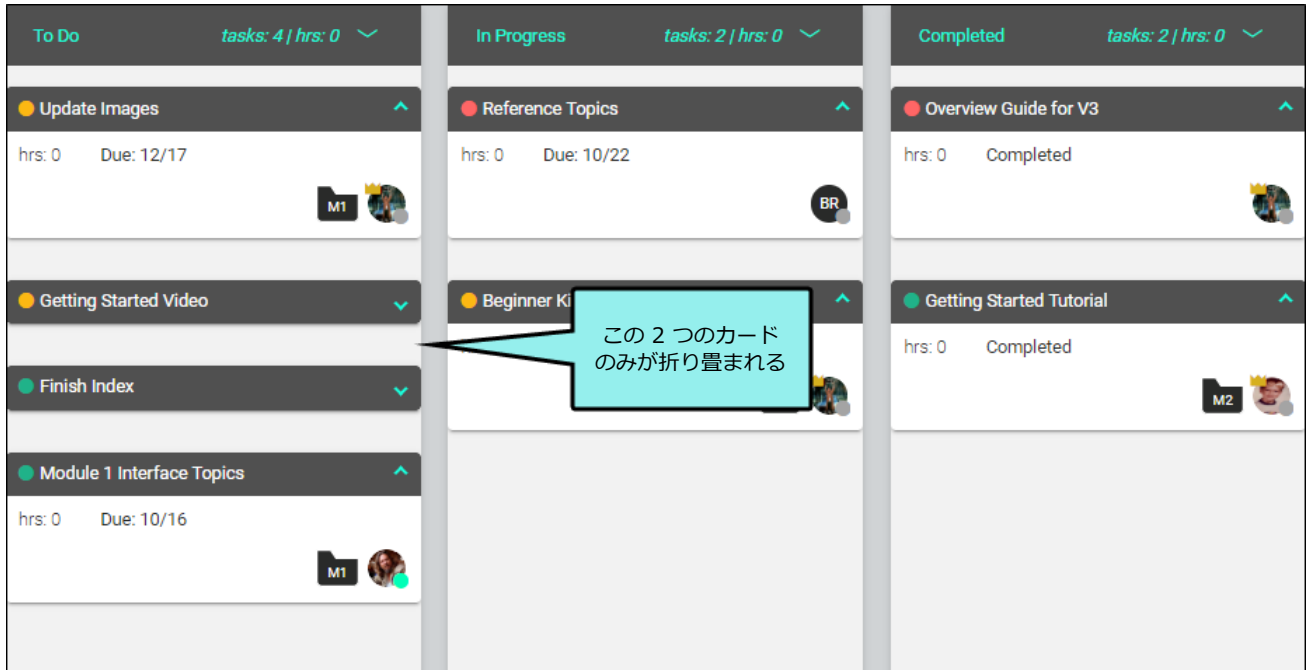 To Do
tasks: 4 | hrs: 0
Update Images
hrs: 0 Due: 12/17
M1
Getting Started Video
Finish Index
Module 1 Interface Topics
hrs: 0 Due: 10/16
M1
In Progress
tasks: 2 | hrs: 0
Reference Topics
hrs: 0 Due: 10/22
BR
Beginner Ki
この 2 つのカード
のみが折り畳まれる
Completed
tasks: 2 | hrs: 0
Overview Guide for V3
hrs: 0 Completed
Getting Started Tutorial
hrs: 0 Completed
M2